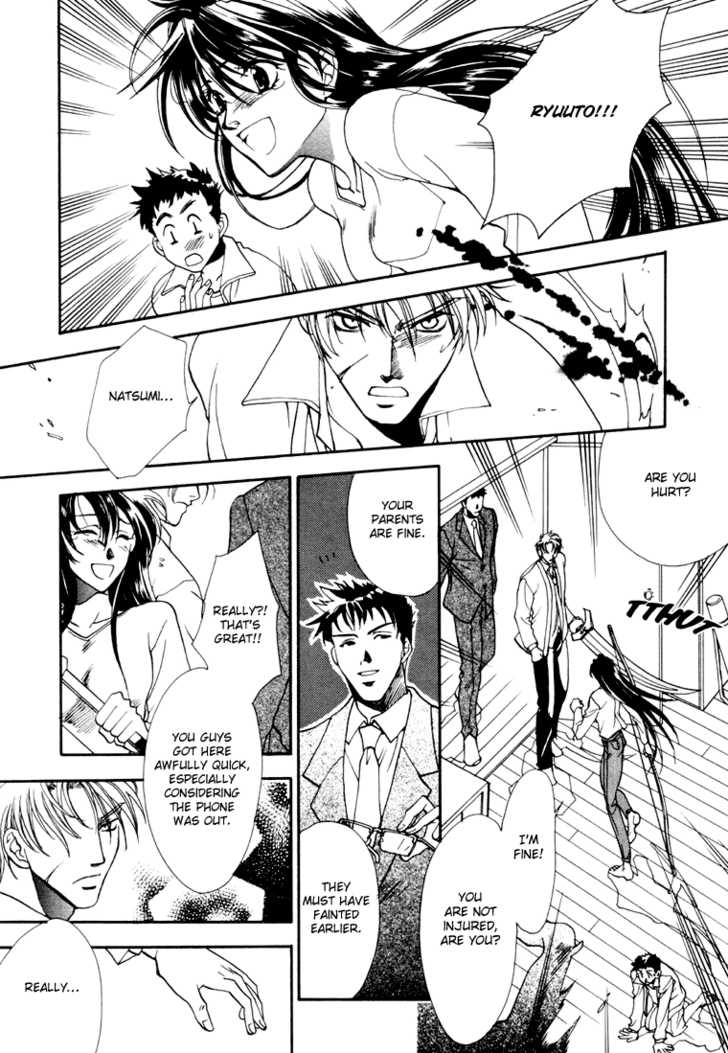 RYUUTO!!!
NATSUMI...
ARE YOU
HURT?
TTHUT
I'M
FINE!
YOU
ARE NOT
INJURED,
ARE YOU?
YOUR
PARENTS
ARE FINE.
THEY
MUST HAVE
FAINTED
EARLIER.
REALLY?!
THAT'S
GREAT!!
YOU GUYS
GOT HERE
AWFULLY QUICK,
ESPECIALLY
CONSIDERING
THE PHONE
WAS OUT.
REALLY...